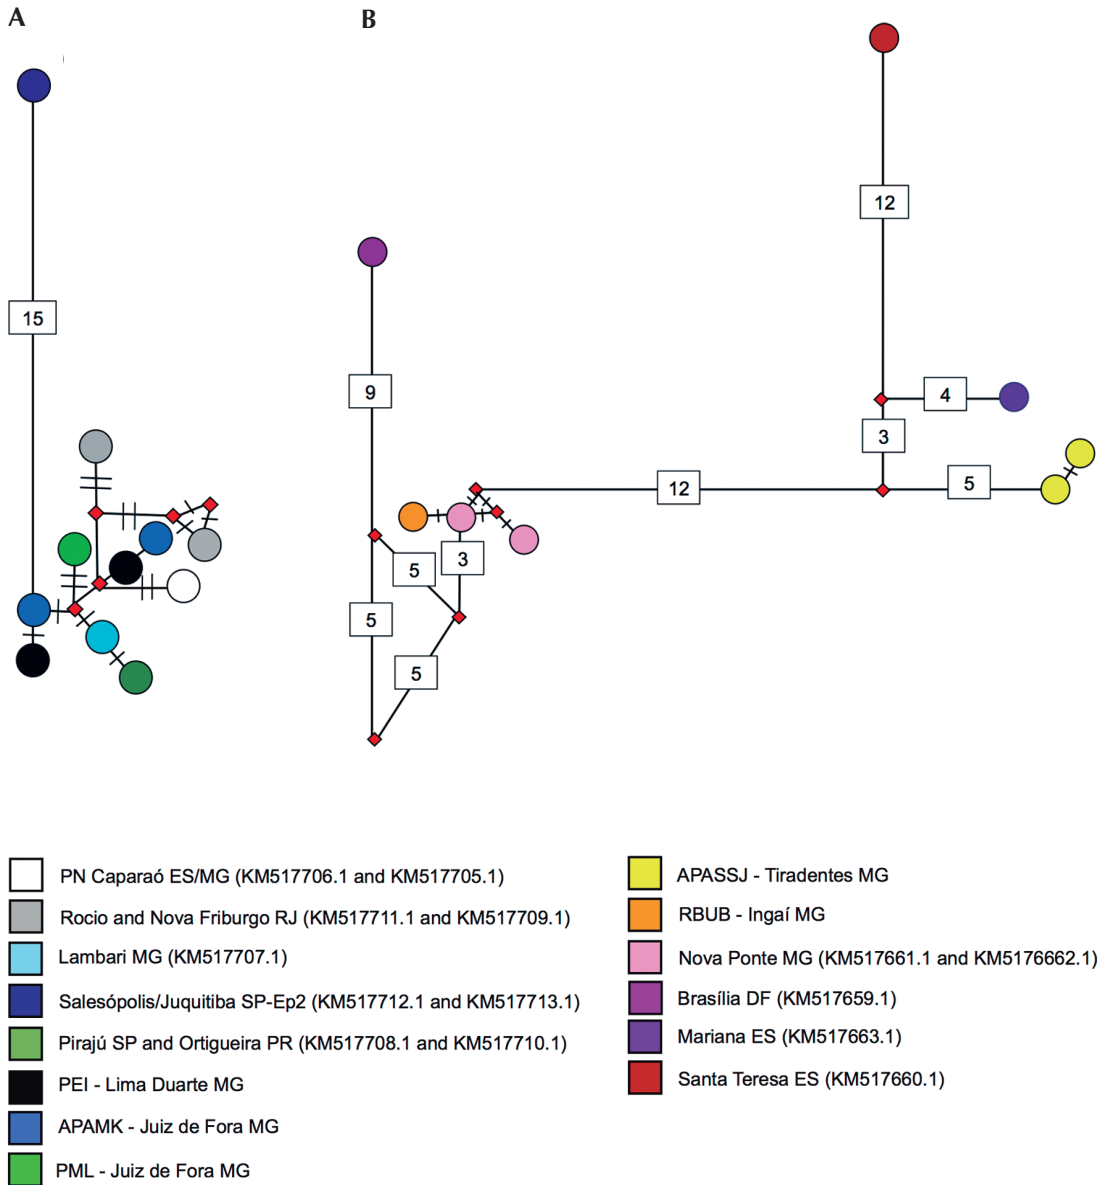 A
B
12
15
9
4
3
5
12
3
5
5
5
PN Caparaó ES/MG (KM517706.1 and KM517705.1)
Rocio and Nova Friburgo RJ (KM517711.1 and KM517709.1)
Lambari MG (KM517707.1)
Salesópolis/Juquitiba SP-Ep2 (KM517712.1 and KM517713.1)
Pirajú SP and Ortigueira PR (KM517708.1 and KM517710.1)
PEI - Lima Duarte MG
APAMK - Juiz de Fora MG
PML - Juiz de Fora MG
APASSJ - Tiradentes MG
RBUB - Ingaí MG
Nova Ponte MG (KM517661.1 and KM5176662.1)
Brasília DF (KM517659.1)
Mariana ES (KM517663.1)
Santa Teresa ES (KM517660.1)